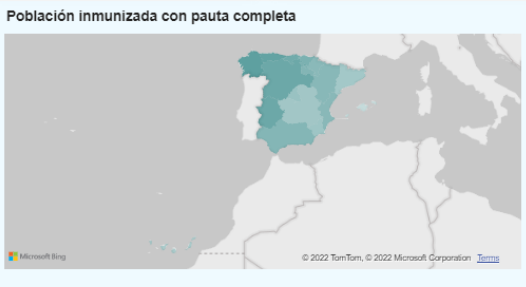 Población inmunizada con pauta completa
Microsoft Bing
© 2022 TomTom, © 2022 Microsoft Corporation Terms